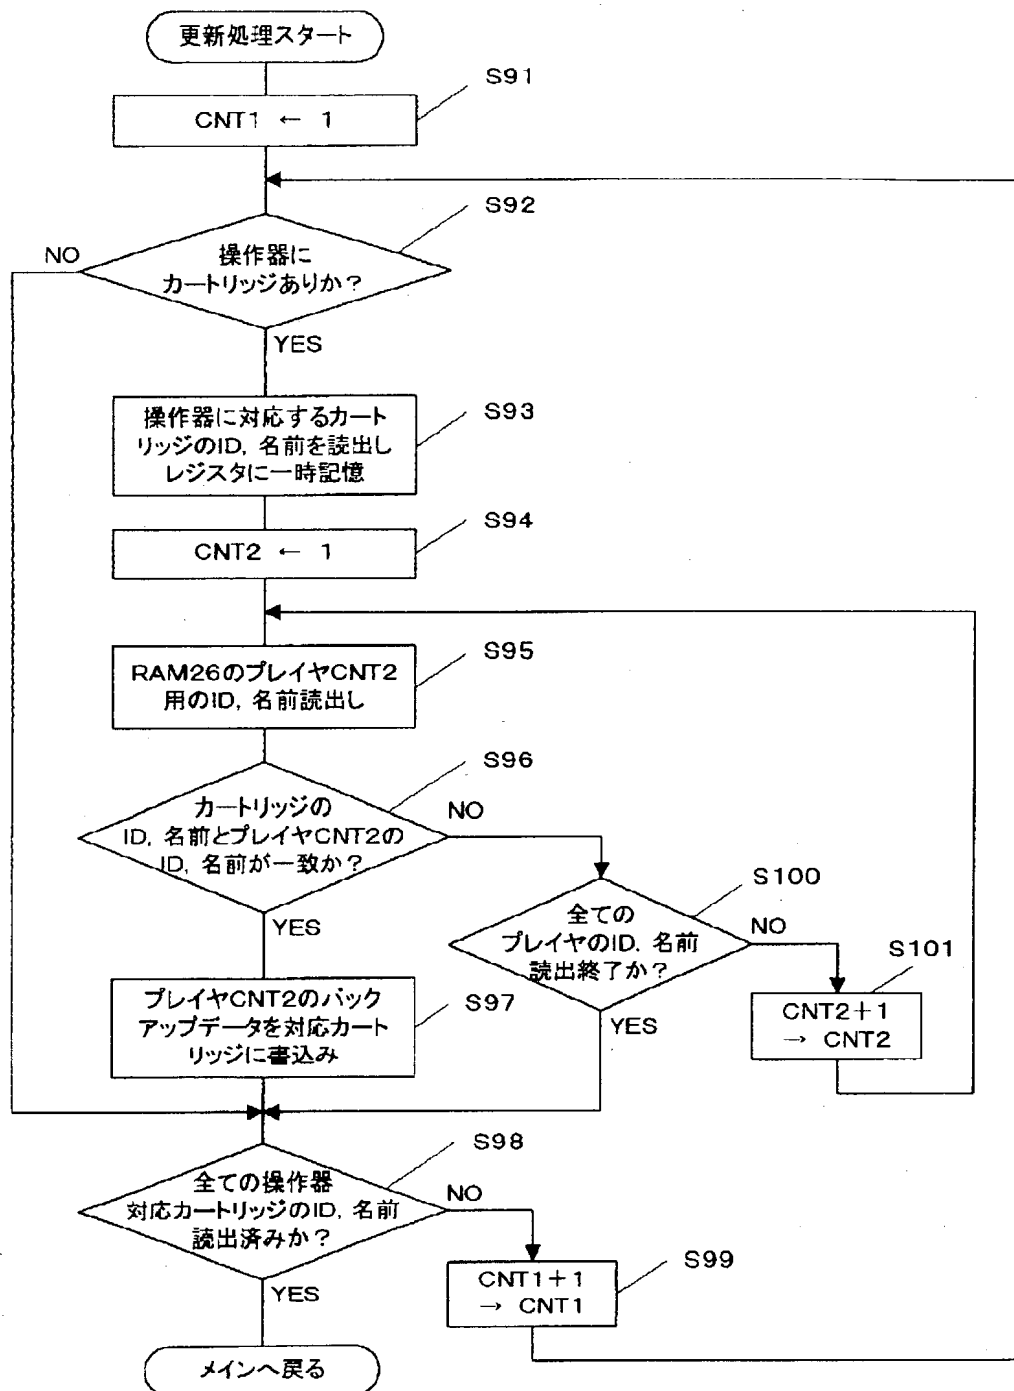 更新処理スタート
S91
CNT1 ← 1
S92
NO
操作器に
カートリッジありか？
YES
S93
操作器に対応するカート
リッジのID, 名前を読出し
レジスタに一時記憶
S94
CNT2 ← 1
S95
RAM26のプレイヤCNT2
用のID, 名前読出し
S96
カートリッジの
ID, 名前とプレイヤCNT2の
ID, 名前が一致か？
NO
YES
S100
全ての
プレイヤのID, 名前
読出終了か？
NO
YES
S101
CNT2+1
→ CNT2
S97
プレイヤCNT2のバック
アップデータを対応カート
リッジに書込み
S98
全ての操作器
対応カートリッジのID, 名前
読出済みか？
NO
YES
S99
CNT1+1
→ CNT1
メインへ戻る